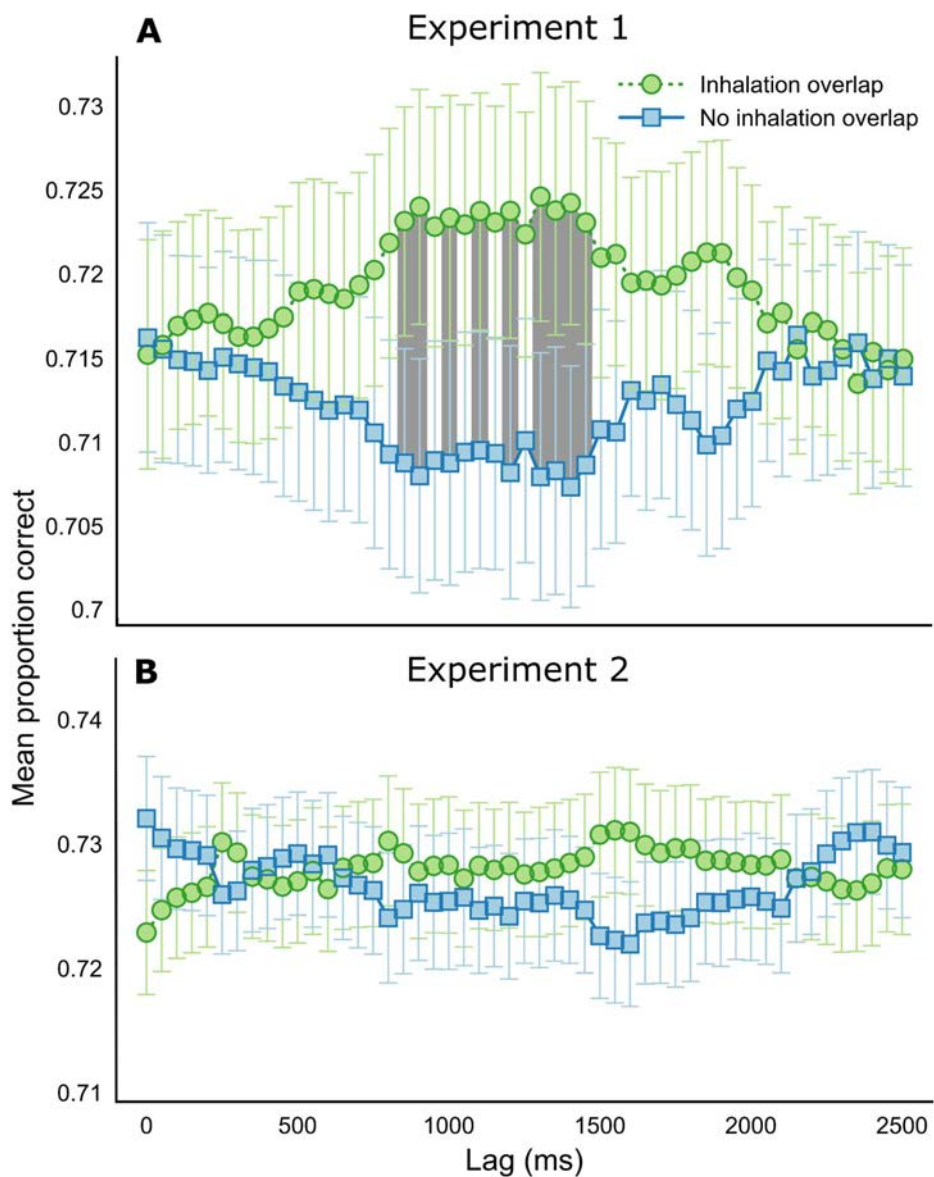 A
Experiment 1
Inhalation overlap
No inhalation overlap
0.73
0.725
0.72
0.715
0.71
0.705
0.7
Mean proportion correct
B
Experiment 2
0.74
0.73
0.72
0.71
0 500 1000 1500 2000 2500
Lag (ms)